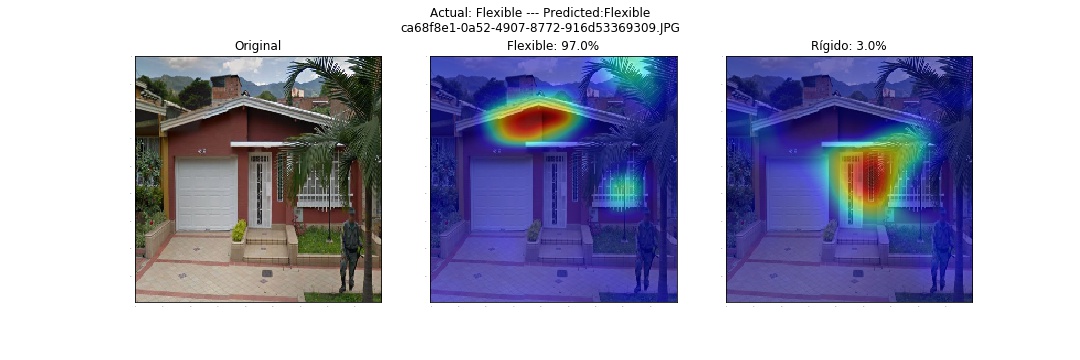 Actual: Flexible --- Predicted:Flexible
ca68f8e1-0a52-4907-8772-916d53369309.JPG
Original
Flexible: 97.0%
Rígido: 3.0%